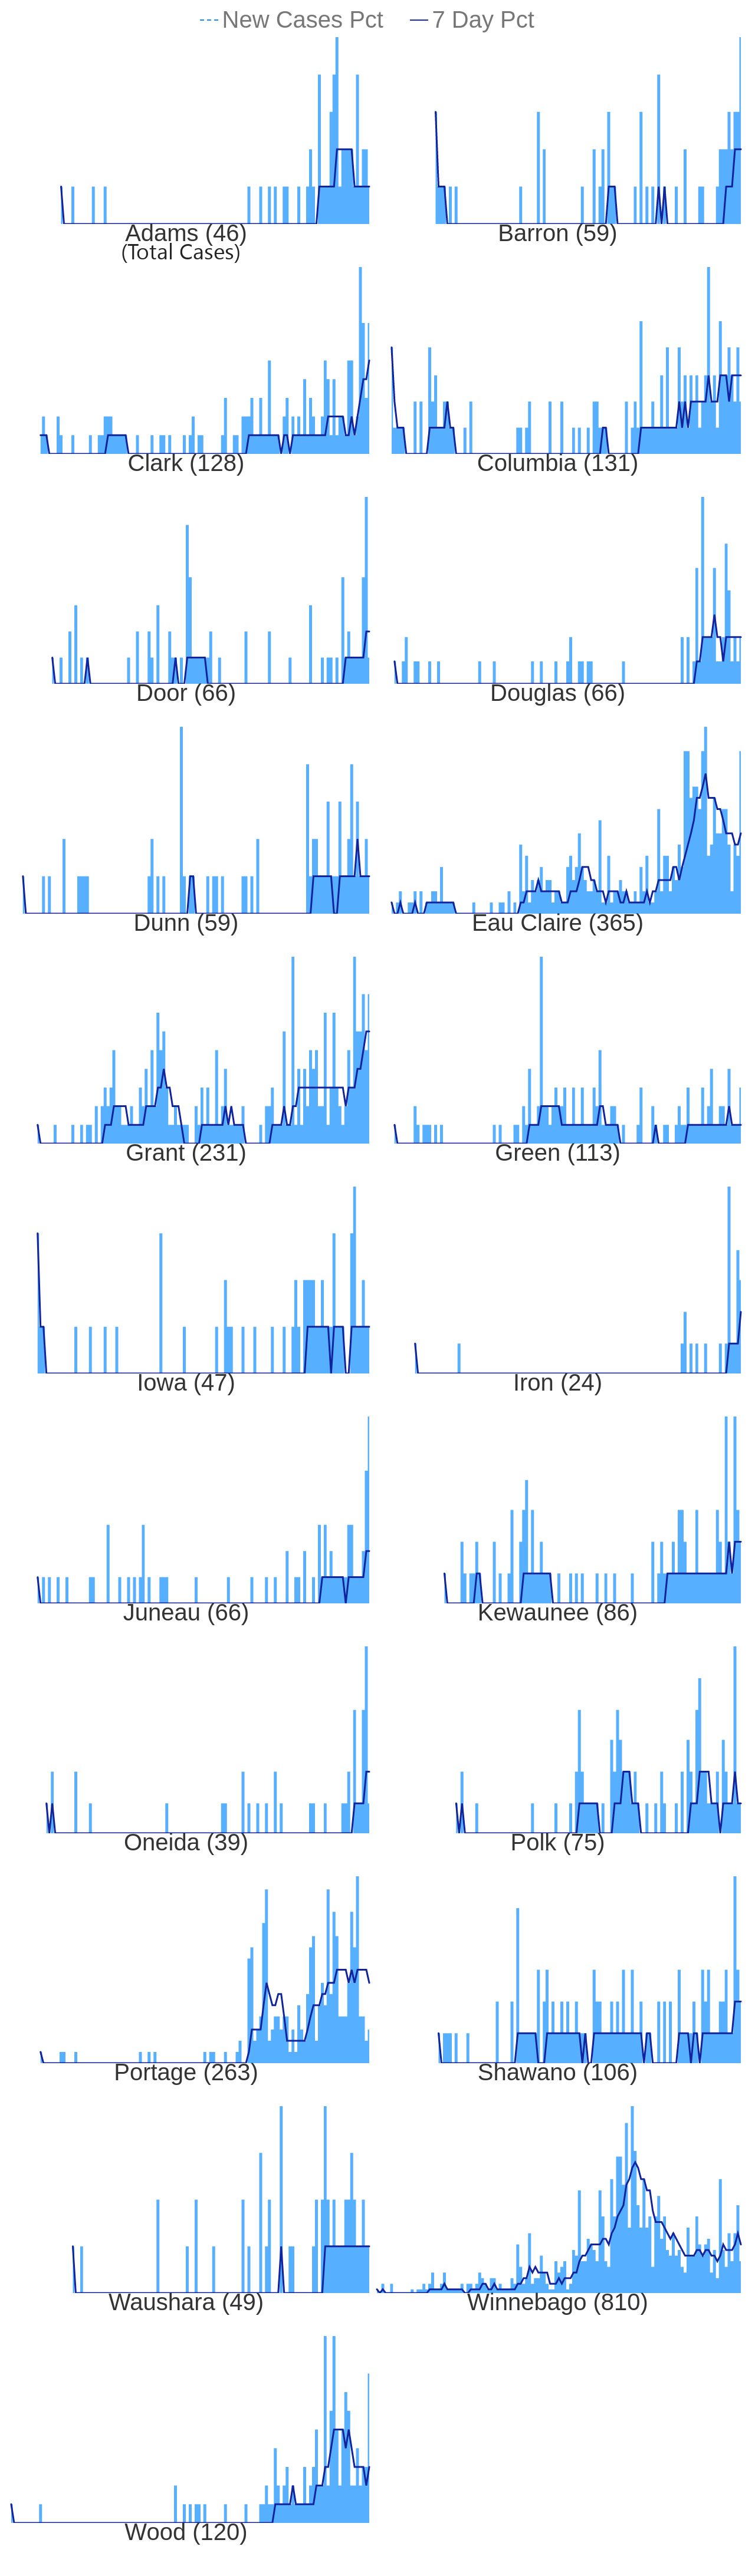 New Cases Pct 7 Day Pct
Adams (46) Barron (59)
(Total Cases)
Clark (128) Columbia (131)
Door (66) Douglas (66)
Dunn (59) Eau Claire (365)
Grant (231) Green (113)
Iowa (47) Iron (24)
Juneau (66) Kewaunee (86)
Oneida (39) Polk (75)
Portage (263) Shawano (106)
Waushara (49) Winnebago (810)
Wood (120)